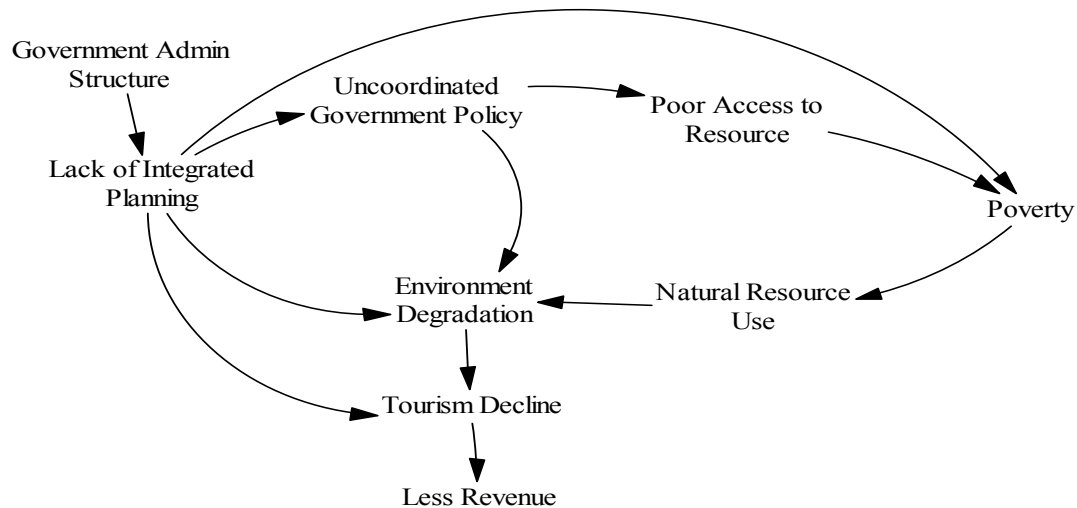 Government Admin
Structure
Uncoordinated
Government Policy
Poor Access to
Resource
Lack of Integrated
Planning
Poverty
Environment
Degradation
Natural Resource
Use
Tourism Decline
Less Revenue